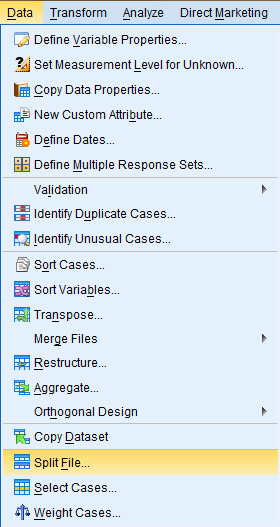 Data Transform Analyze Direct Marketing
Define Variable Properties...
Set Measurement Level for Unknown...
Copy Data Properties...
New Custom Attribute...
Define Dates...
Define Multiple Response Sets...
Validation
Identify Duplicate Cases...
Identify Unusual Cases...
Sort Cases...
Sort Variables...
Transpose...
Merge Files
Restructure...
Aggregate...
Orthogonal Design
Copy Dataset
Split File...
Select Cases...
Weight Cases...